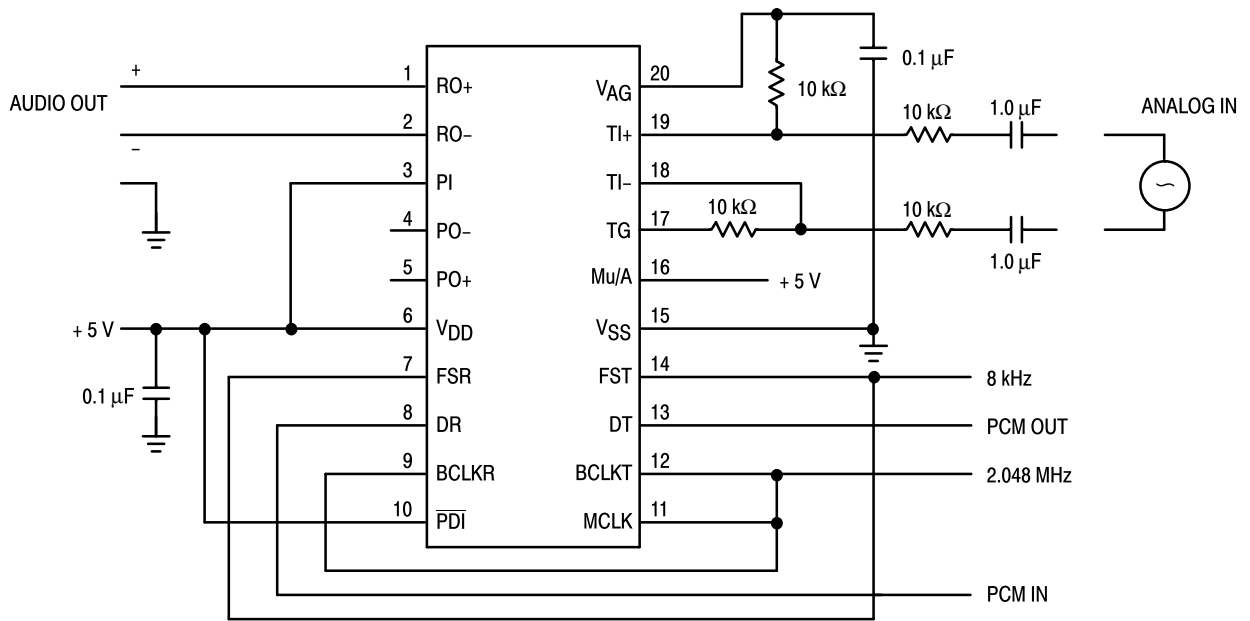 AUDIO OUT
+
−
+ 5 V
0.1 μF
1 RO+
2 RO−
3 PI
4 PO−
5 PO+
6 VDD
7 FSR
8 DR
9 BCLKR
10 PDI
VAG 20
TI+ 19
TI− 18
TG 17
Mu/A 16
VSS 15
FST 14
DT 13
BCLKT 12
MCLK 11
0.1 μF
10 kΩ
10 kΩ
1.0 μF
ANALOG IN
10 kΩ
10 kΩ
1.0 μF
+ 5 V
8 kHz
PCM OUT
2.048 MHz
PCM IN